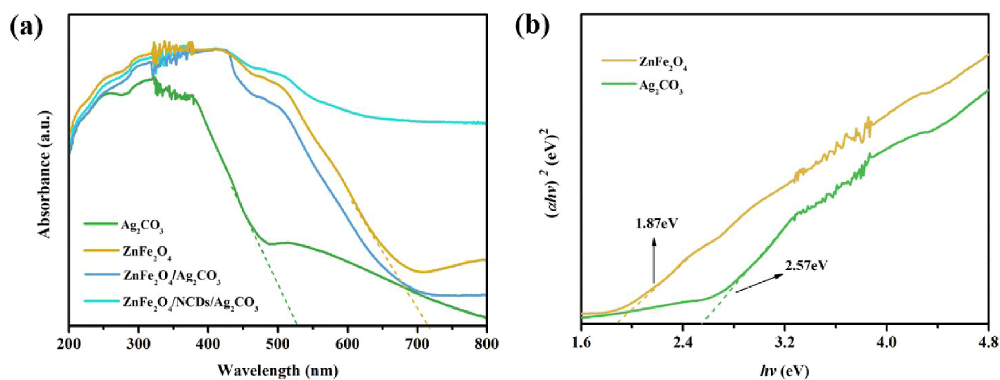 (a)
Absorbance (a.u.)
Ag₂CO₃
ZnFe₂O₄
ZnFe₂O₄/Ag₂CO₃
ZnFe₂O₄/NCDs/Ag₂CO₃
200 300 400 500 600 700 800
Wavelength (nm)
(b)
(αhν) ² (eV)²
ZnFe₂O₄
Ag₂CO₃
1.87eV
2.57eV
1.6 2.4 3.2 4.0 4.8
hν (eV)